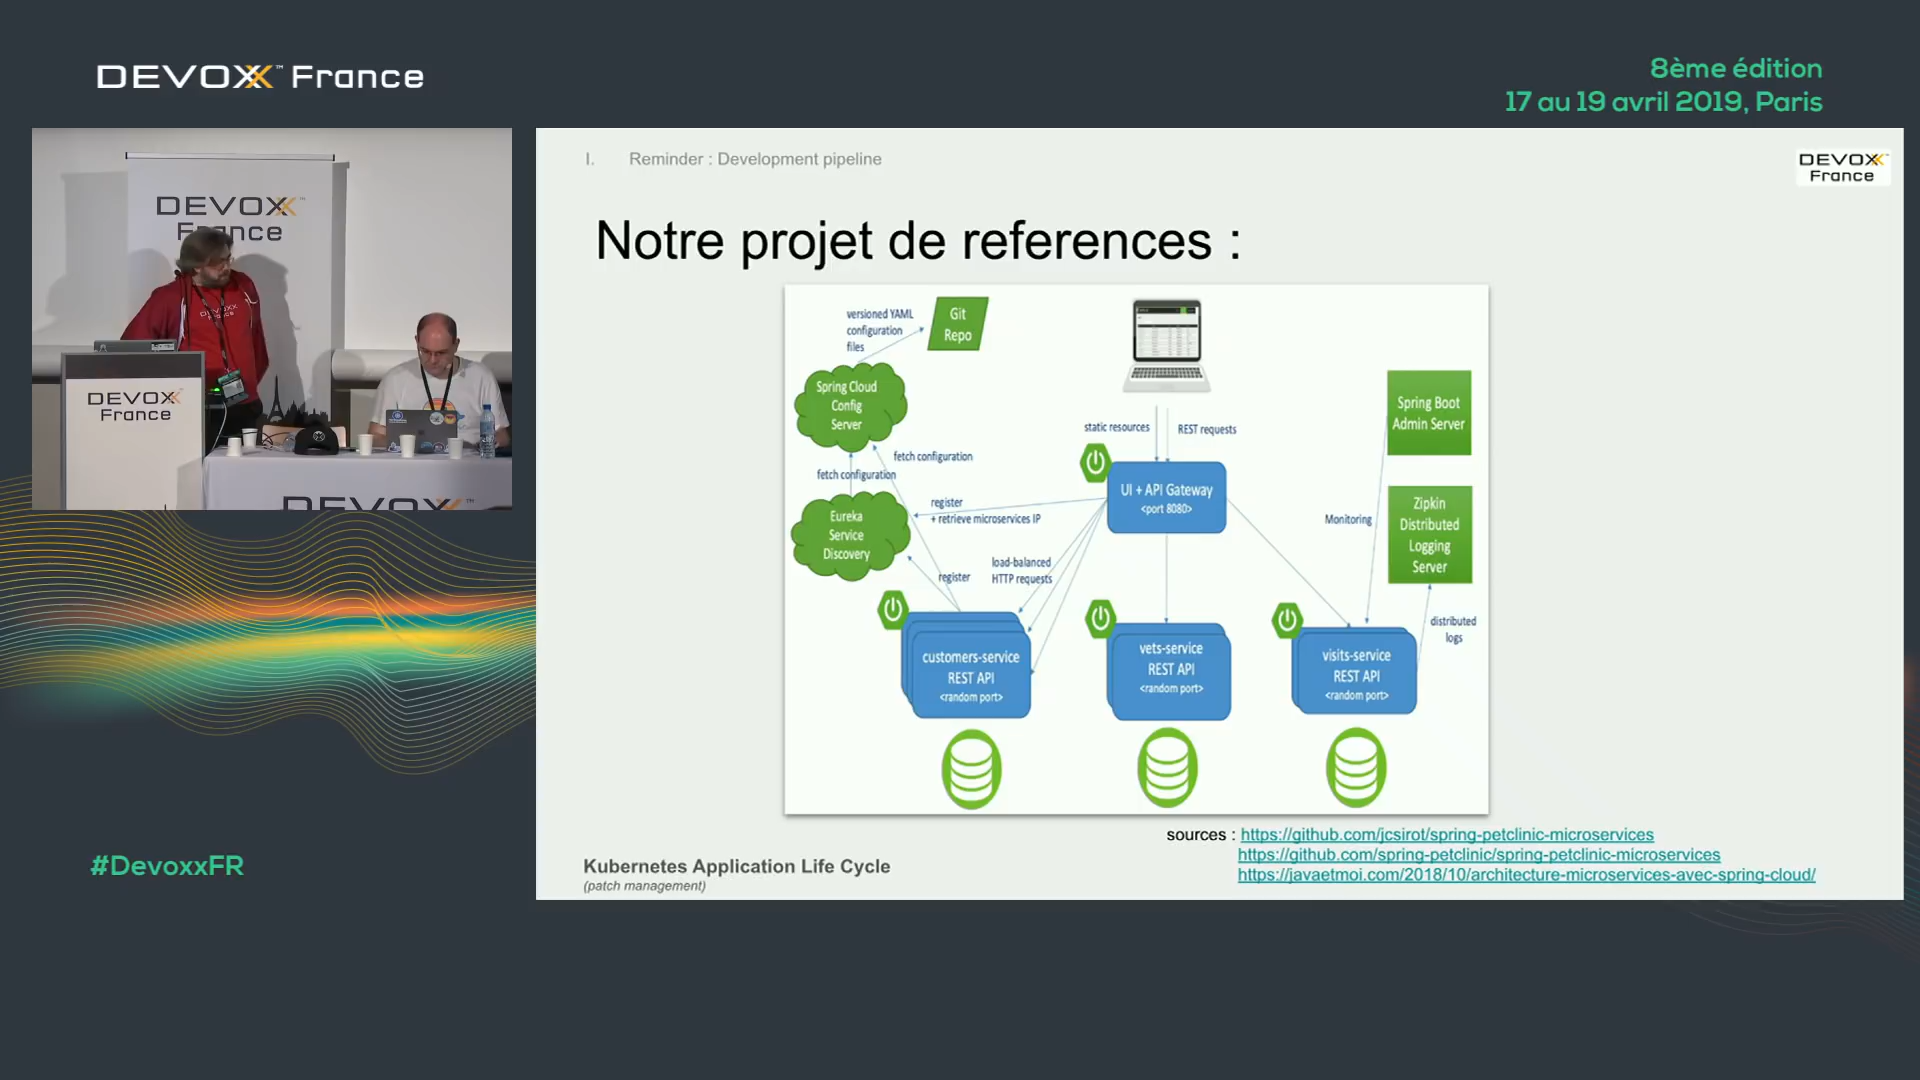 DEVOXX™ France
8ème édition
17 au 19 avril 2019, Paris
DEVOXX™
France
DEVOXX
France
DEVOXX
France
DEVOXX
#DevoxxFR
I. Reminder : Development pipeline
DEVOXX™
France
Notre projet de references :
versioned YAML
configuration
files
Git
Repo
Spring Cloud
Config
Server
fetch configuration
fetch configuration
Eureka
Service
Discovery
static resources
REST requests
UI + API Gateway
<port 8080>
register
+ retrieve microservices IP
load-balanced
HTTP requests
register
Spring Boot
Admin Server
Monitoring
Zipkin
Distributed
Logging
Server
distributed
logs
customers-service
REST API
<random port>
vets-service
REST API
<random port>
visits-service
REST API
<random port>
sources : https://github.com/jcsirot/spring-petclinic-microservices
https://github.com/spring-petclinic/spring-petclinic-microservices
https://javaetmoi.com/2018/10/architecture-microservices-avec-spring-cloud/
Kubernetes Application Life Cycle
(patch management)